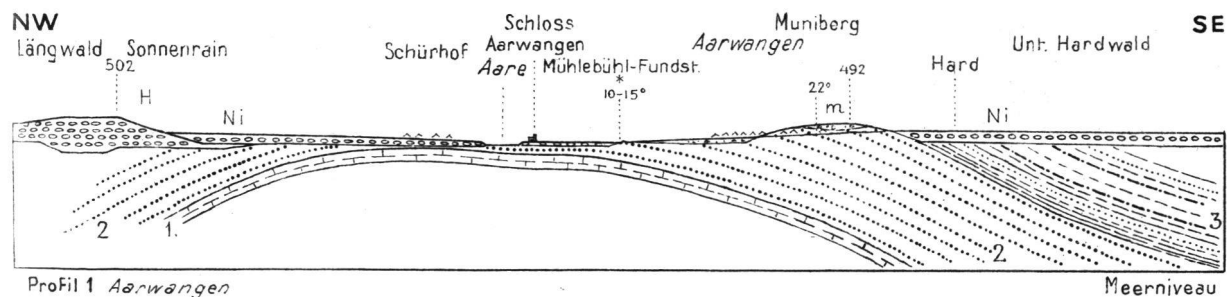 NW Schloss Muniberg SE
Längwald Sonnenrain Schürhof Aarwangen Aarwangen Unt. Hardwald
502 Aare Mühlebühl-Fundst. 492 Hard
* 10-15° 22°
H m
Ni Ni
2 1. 2 3
Profil 1 Aarwangen Meerniveau